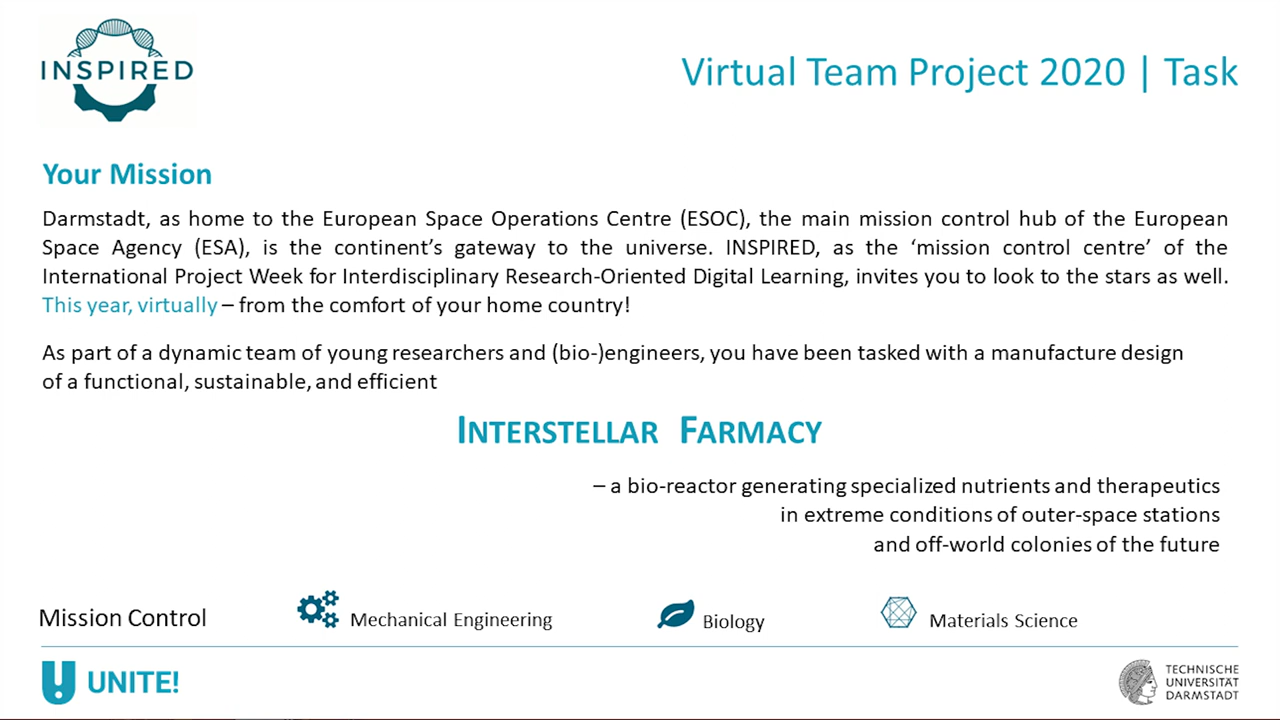 INSPIRED
Virtual Team Project 2020 | Task
Your Mission
Darmstadt, as home to the European Space Operations Centre (ESOC), the main mission control hub of the European
Space Agency (ESA), is the continent’s gateway to the universe. INSPIRED, as the ‘mission control centre’ of the
International Project Week for Interdisciplinary Research-Oriented Digital Learning, invites you to look to the stars as well.
This year, virtually – from the comfort of your home country!
As part of a dynamic team of young researchers and (bio-)engineers, you have been tasked with a manufacture design
of a functional, sustainable, and efficient
INTERSTELLAR FARMACY
– a bio-reactor generating specialized nutrients and therapeutics
in extreme conditions of outer-space stations
and off-world colonies of the future
Mission Control
Mechanical Engineering
Biology
Materials Science
UNITE!
TECHNISCHE
UNIVERSITÄT
DARMSTADT